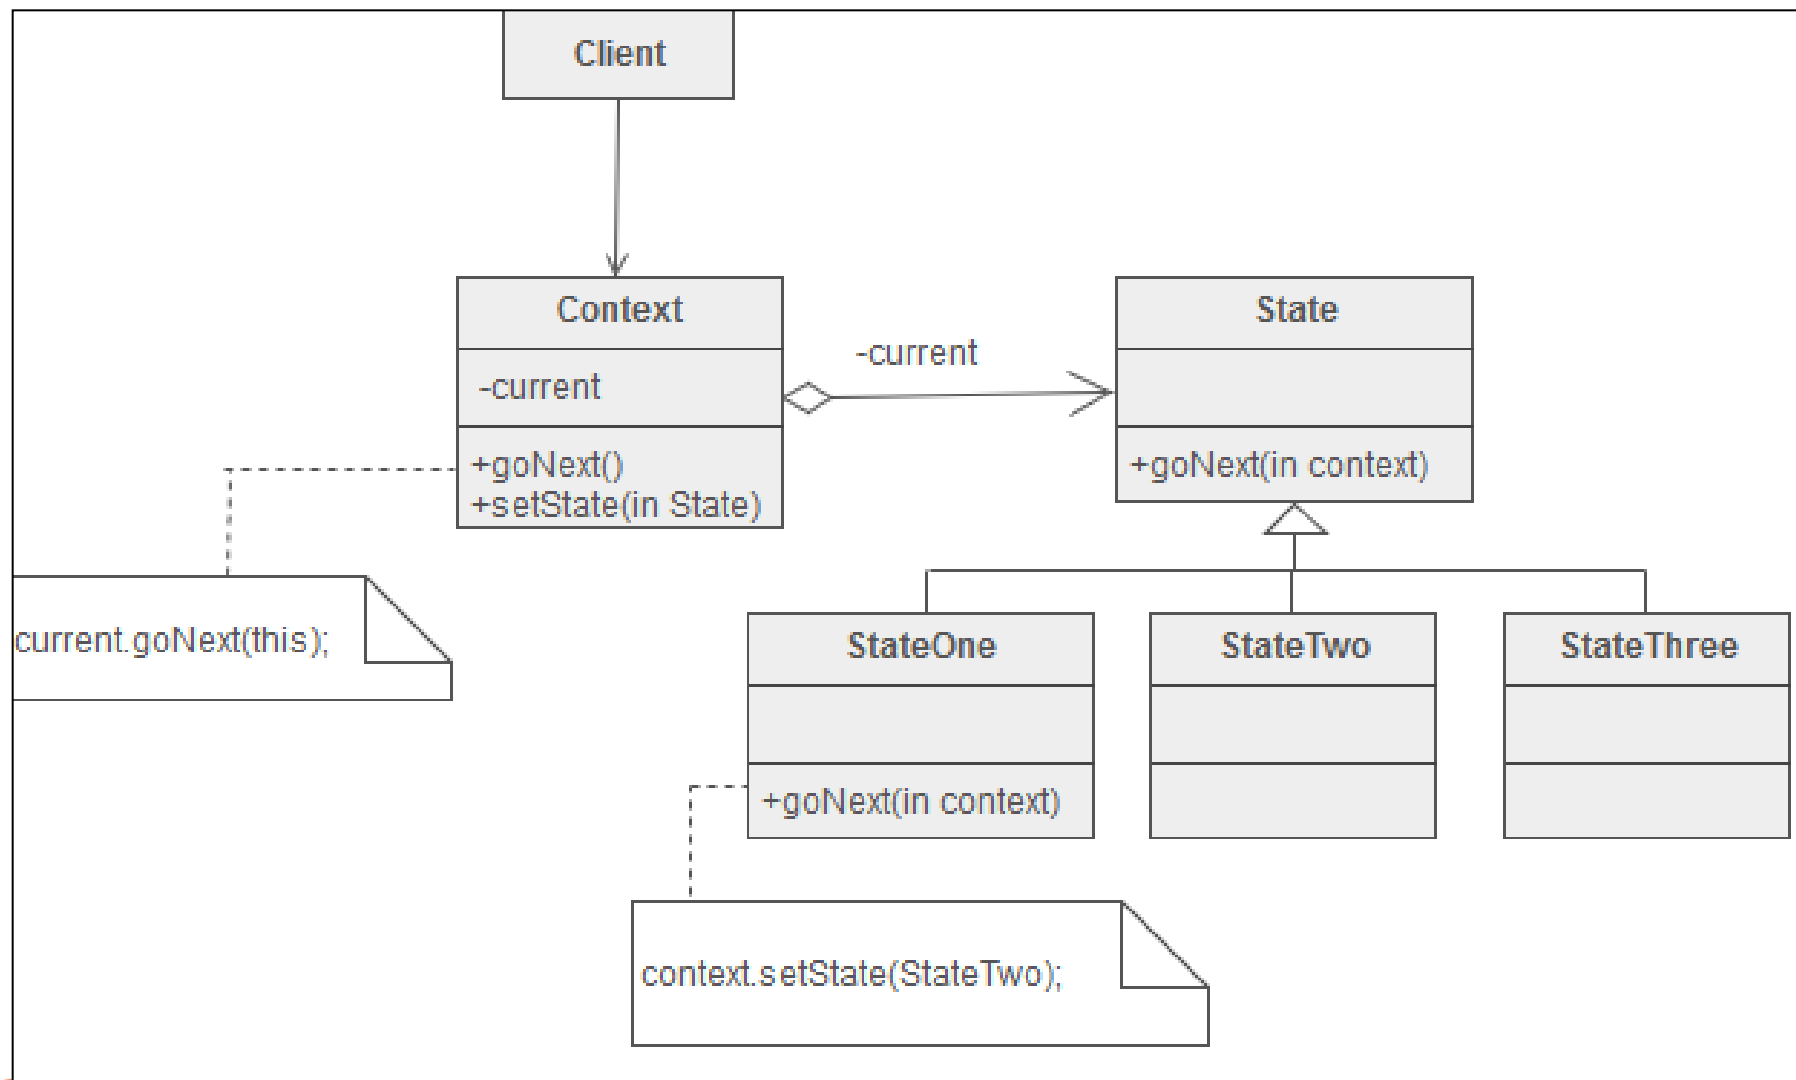 Client
Context
-current
+goNext()
+setState(in State)
-current
State
+goNext(in context)
current.goNext(this);
StateOne
+goNext(in context)
StateTwo
StateThree
context.setState(StateTwo);